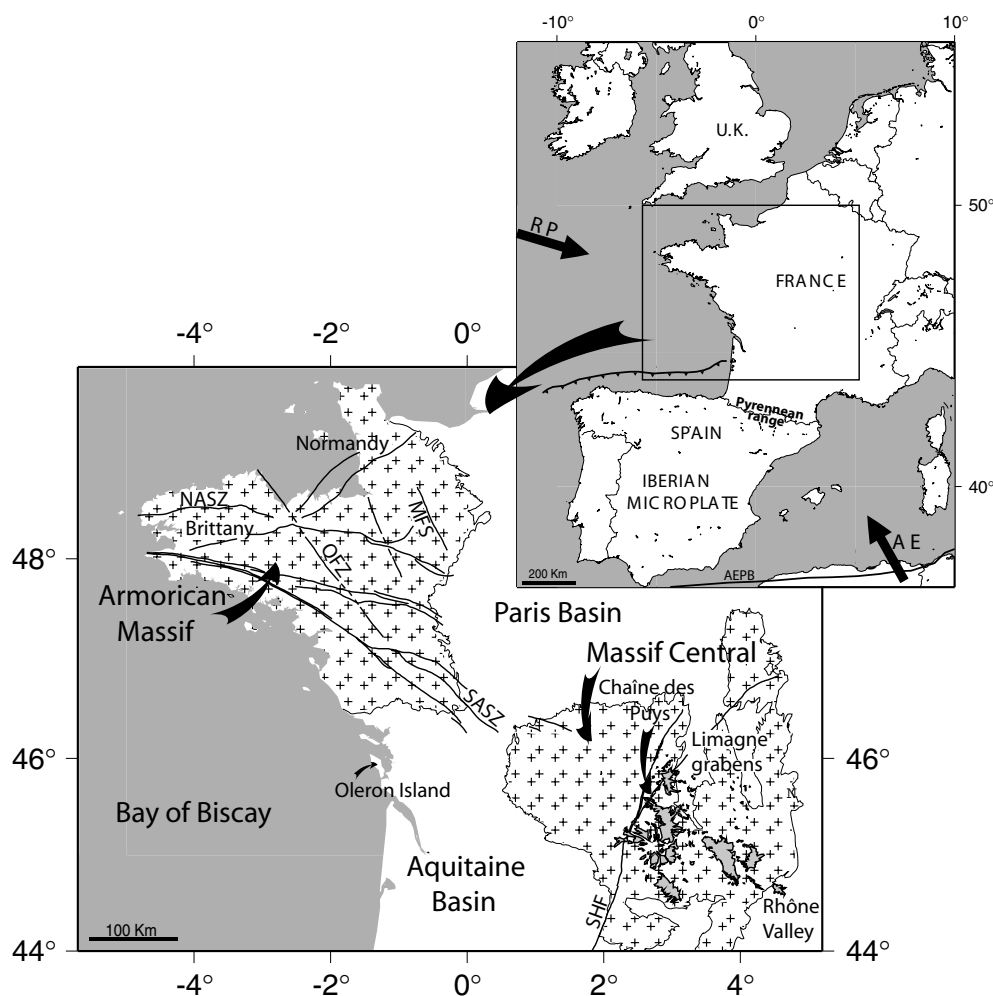 -10°
0°
10°
U.K.
50°
RP
FRANCE
-4°
-2°
0°
Pyrennean
range
SPAIN
IBERIAN
MICROPLATE
40°
AE
AEPB
200 Km
Normandy
NASZ
Brittany
MFS
QFZ
48°
Armorican
Massif
Paris Basin
Massif Central
Chaîne des
Puys
SASZ
Limagne
grabens
46°
46°
Oleron Island
Bay of Biscay
Aquitaine
Basin
SHF
Rhône
Valley
100 Km
44°
44°
-4°
-2°
0°
2°
4°